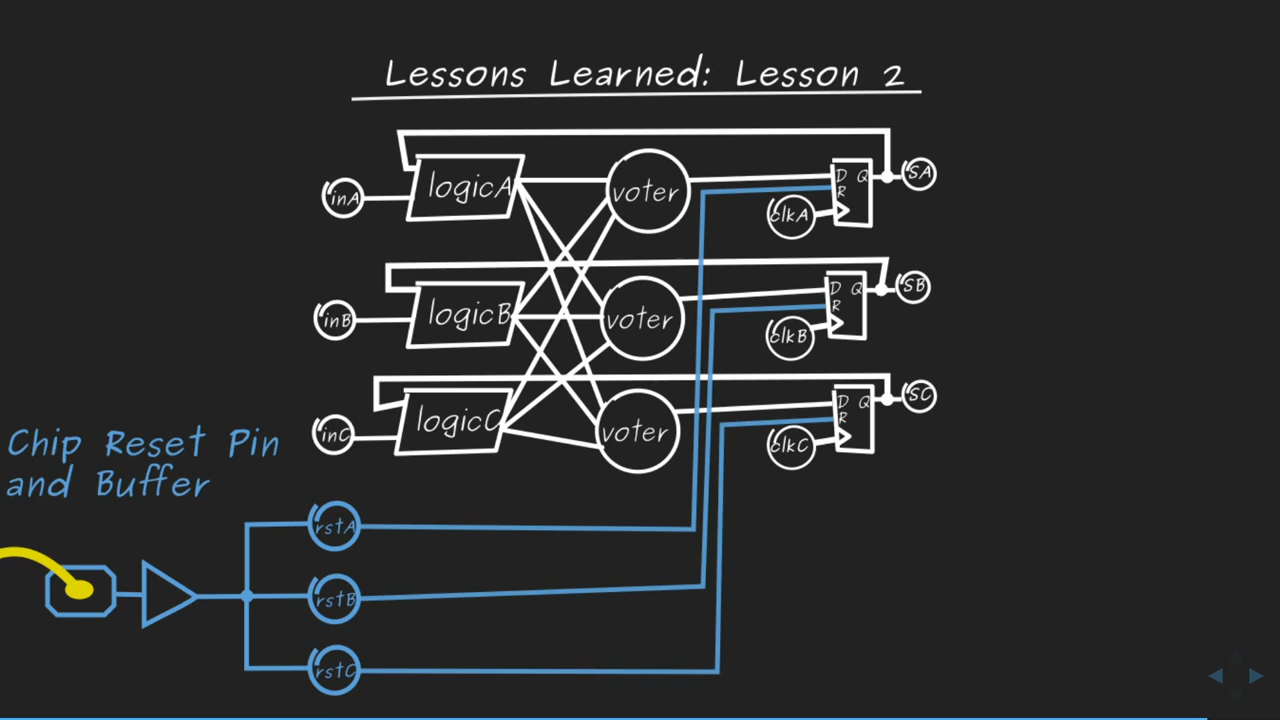 Lessons Learned: Lesson 2
inA
logicA
voter
D Q
R
clkA
SA
inB
logicB
voter
D Q
R
clkB
SB
inC
logicC
voter
D Q
R
clkC
SC
Chip Reset Pin
and Buffer
rstA
rstB
rstC